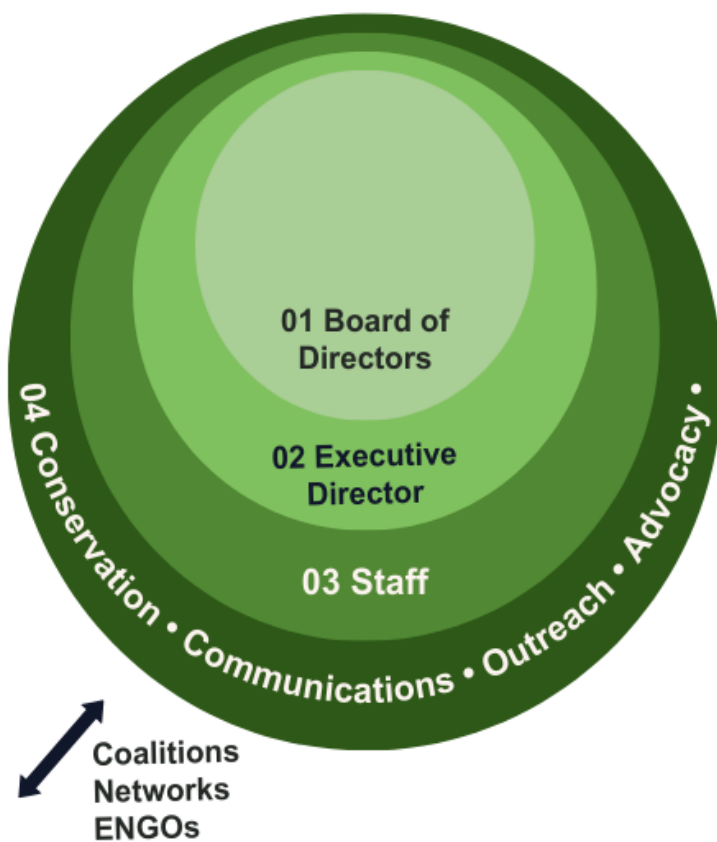 01 Board of
Directors
02 Executive
Director
03 Staff
04 Conservation • Communications • Outreach • Advocacy •
Coalitions
Networks
ENGOs